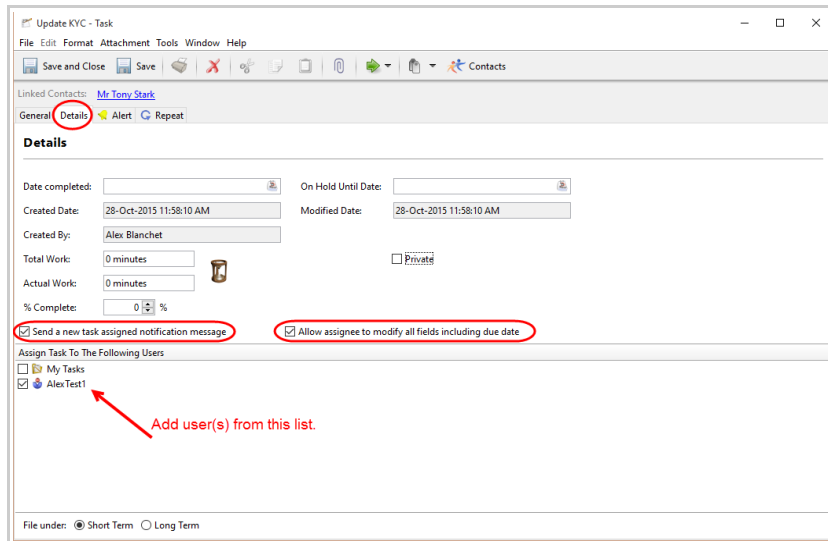 Update KYC - Task
File Edit Format Attachment Tools Window Help
Save and Close Save Contacts
Linked Contacts: Mr Tony Stark
General Details Alert Repeat
Details
Date completed: On Hold Until Date:
Created Date: 28-Oct-2015 11:58:10 AM Modified Date: 28-Oct-2015 11:58:10 AM
Created By: Alex Blanchet
Total Work: 0 minutes Private
Actual Work: 0 minutes
% Complete: 0 %
Send a new task assigned notification message Allow assignee to modify all fields including due date
Assign Task To The Following Users
My Tasks
AlexTest1
Add user(s) from this list.
File under: Short Term Long Term